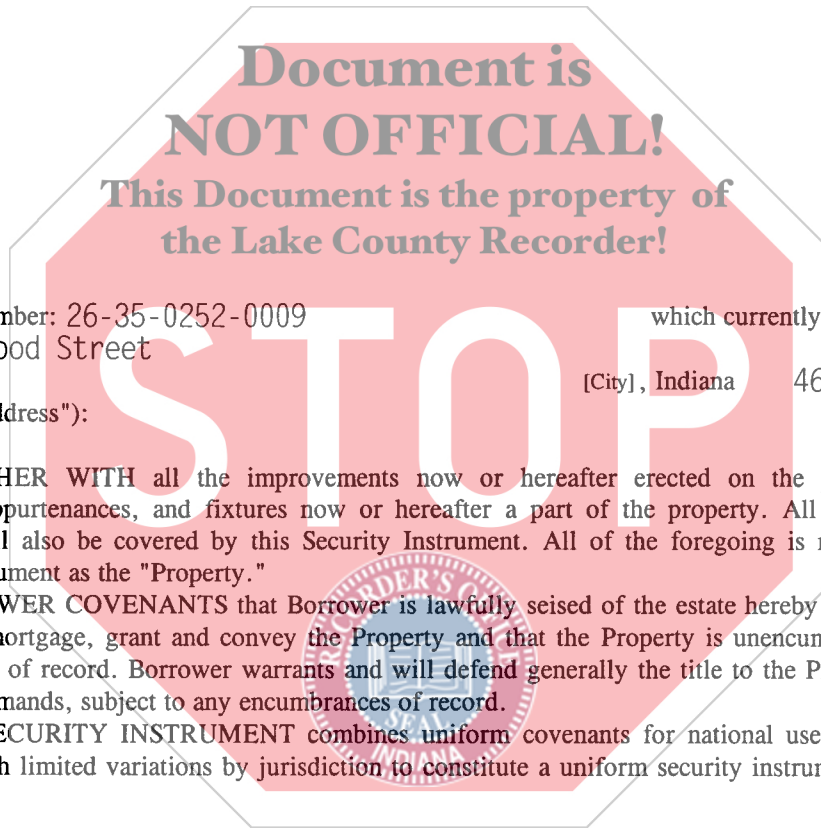 Document is
NOT OFFICIAL!
This Document is the property of
the Lake County Recorder!
STOP
mber: 26-35-0252-0009 which currently
ood Street
[City], Indiana 46
ddress"):
HER WITH all the improvements now or hereafter erected on the
ppurtenances, and fixtures now or hereafter a part of the property. All
l also be covered by this Security Instrument. All of the foregoing is r
ument as the "Property."
WER COVENANTS that Borrower is lawfully seised of the estate hereby
nortgage, grant and convey the Property and that the Property is unencum
of record. Borrower warrants and will defend generally the title to the P
mands, subject to any encumbrances of record.
ECURITY INSTRUMENT combines uniform covenants for national use
h limited variations by jurisdiction to constitute a uniform security instrum
RECORDER'S OFFICE
SEAL
INDIANA